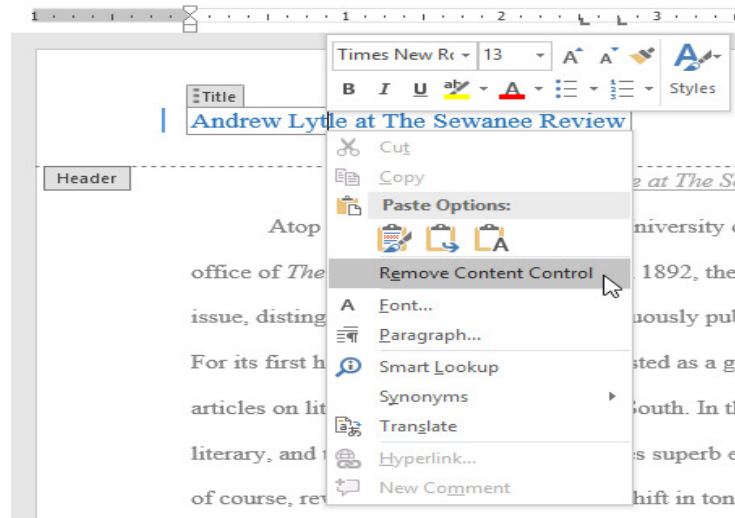 1 1 2 3
Times New Ro 13 A A A
B I U aby A Styles
Title
Andrew Lytle at The Sewanee Review
Cut
Header Copy e at The S
Paste Options:
Atop niversity
office of The Remove Content Control 1892, the
A Font...
issue, disting uously pub
Paragraph...
For its first h Smart Lookup sted as a g
Synonyms
articles on lit South. In th
Translate
literary, and Hyperlink... s superb e
New Comment
of course, rev hift in ton